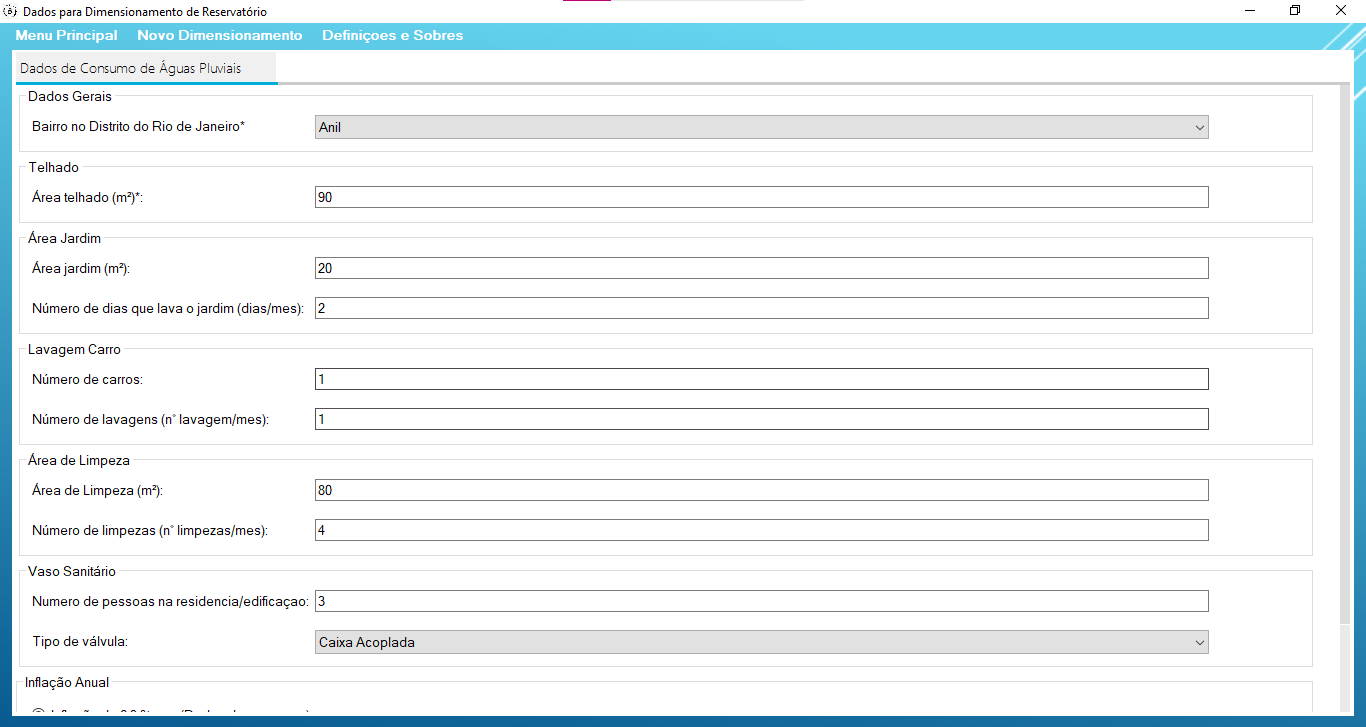 Dados para Dimensionamento de Reservatório
Menu Principal Novo Dimensionamento Definiçoes e Sobres
Dados de Consumo de Águas Pluviais
Dados Gerais
Bairro no Distrito do Rio de Janeiro* Anil
Telhado
Área telhado (m²)*: 90
Área Jardim
Área jardim (m²): 20
Número de dias que lava o jardim (dias/mes): 2
Lavagem Carro
Número de carros: 1
Número de lavagens (n° lavagem/mes): 1
Área de Limpeza
Área de Limpeza (m²): 80
Número de limpezas (n° limpezas/mes): 4
Vaso Sanitário
Numero de pessoas na residencia/edificaçao: 3
Tipo de válvula: Caixa Acoplada
Inflação Anual